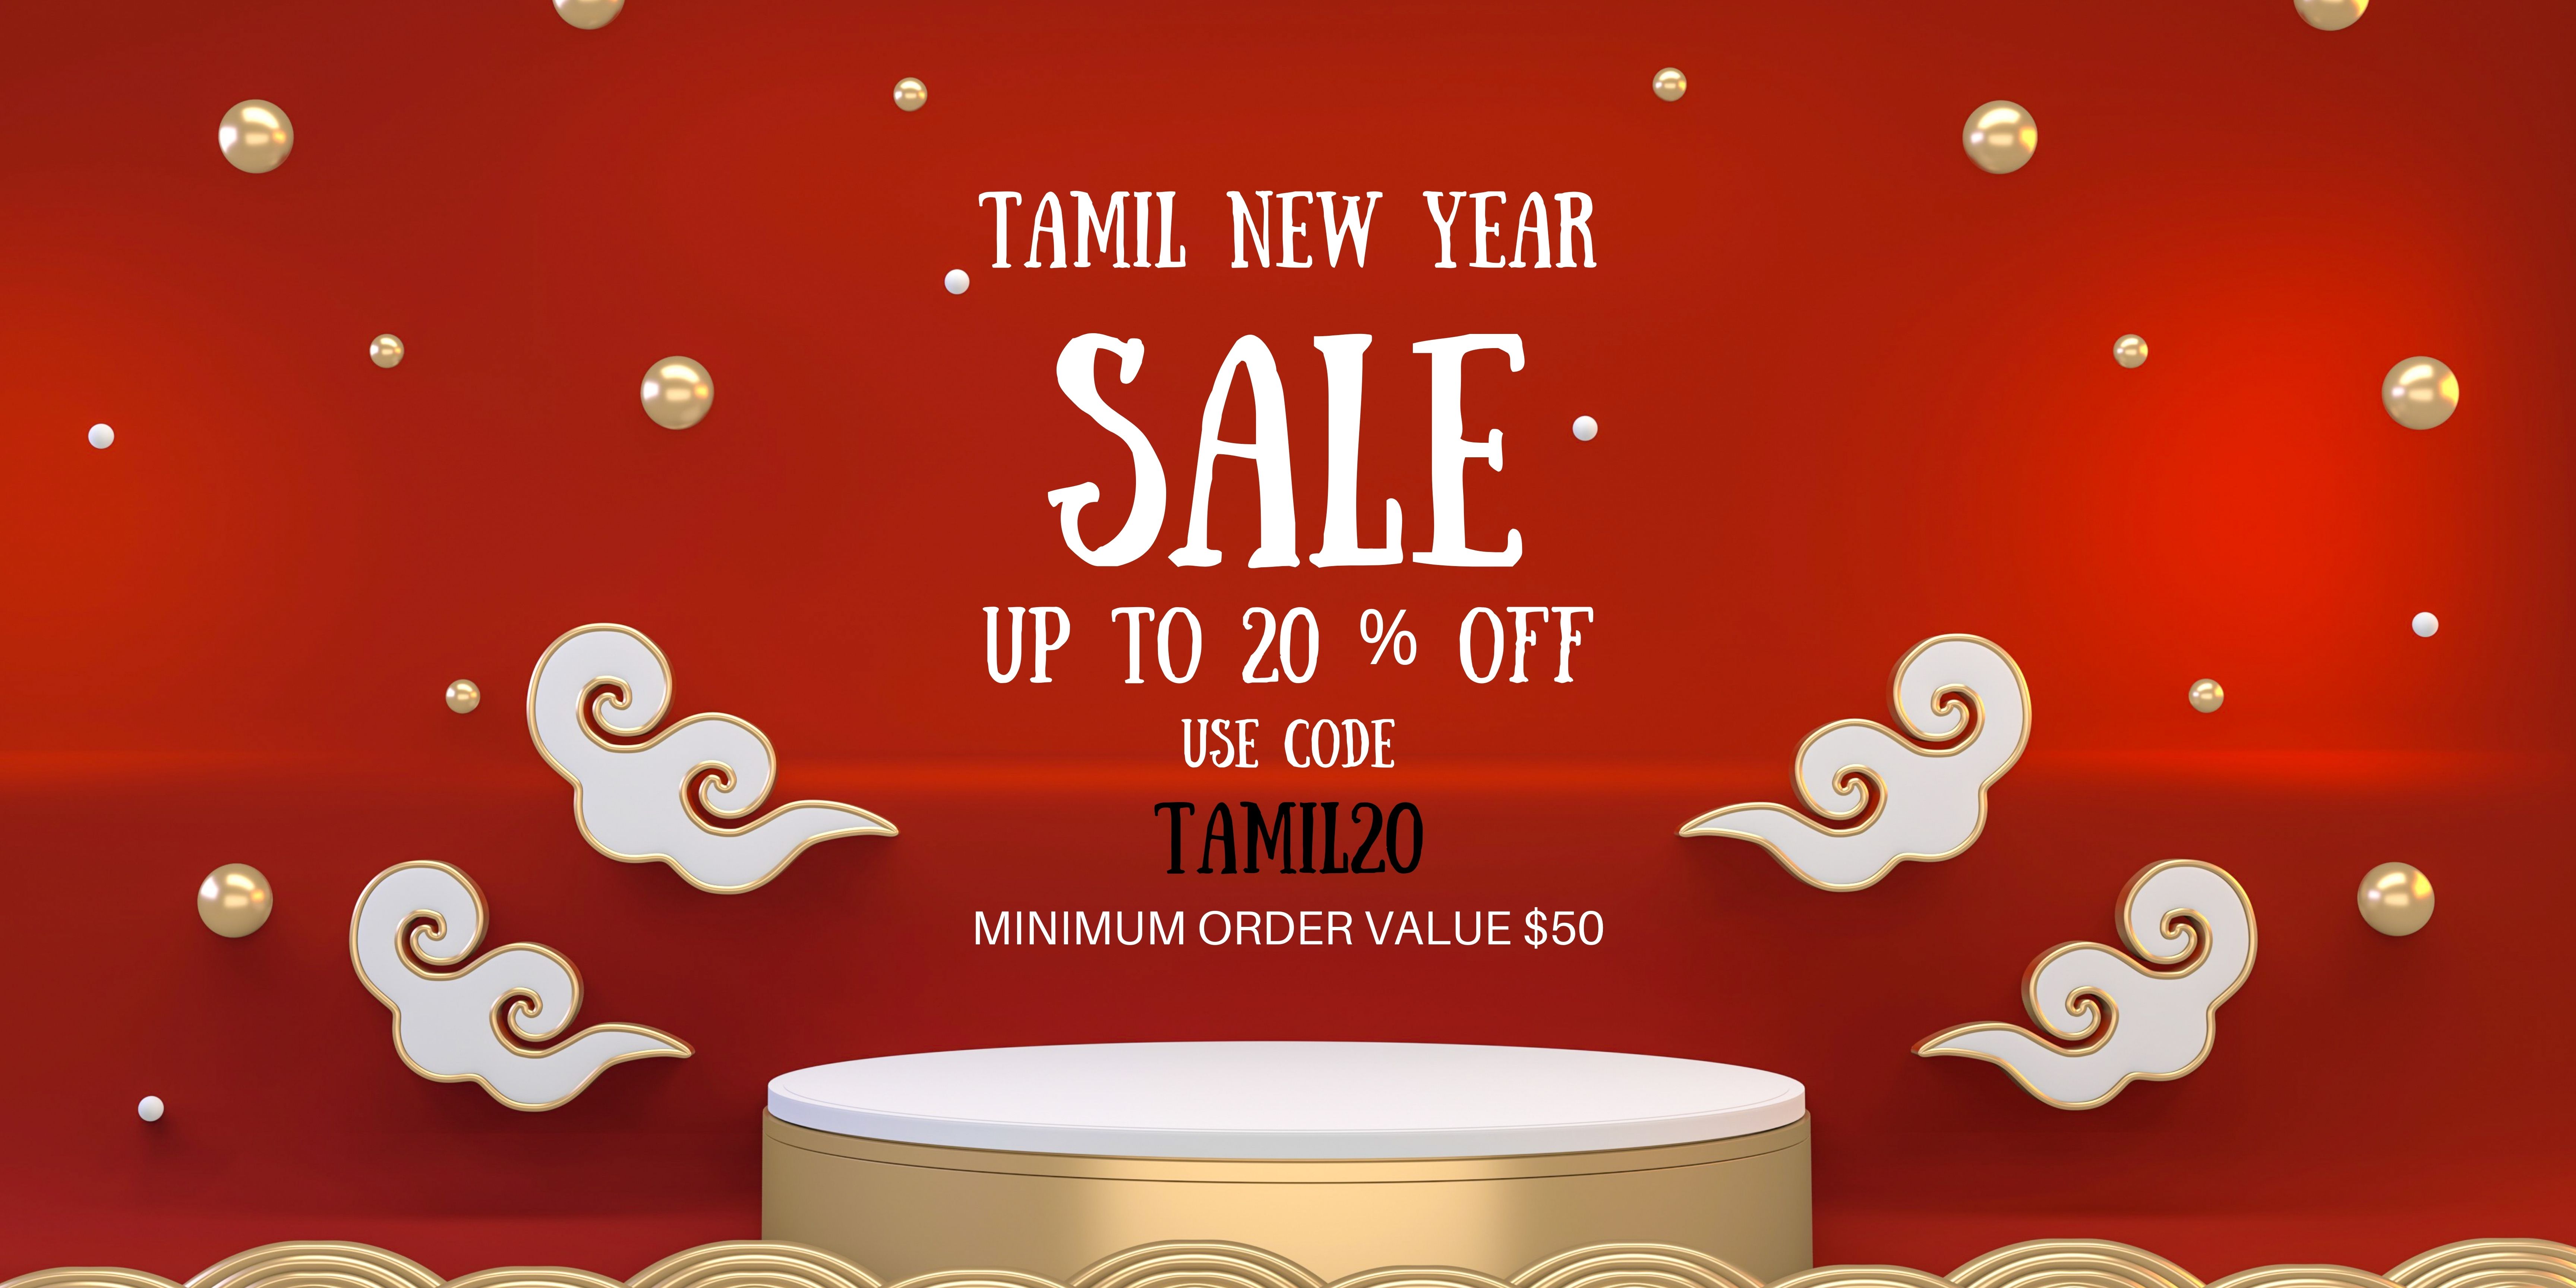 TAMIL NEW YEAR
SALE
UP TO 20 % OFF
USE CODE
TAMIL20
MINIMUM ORDER VALUE $50